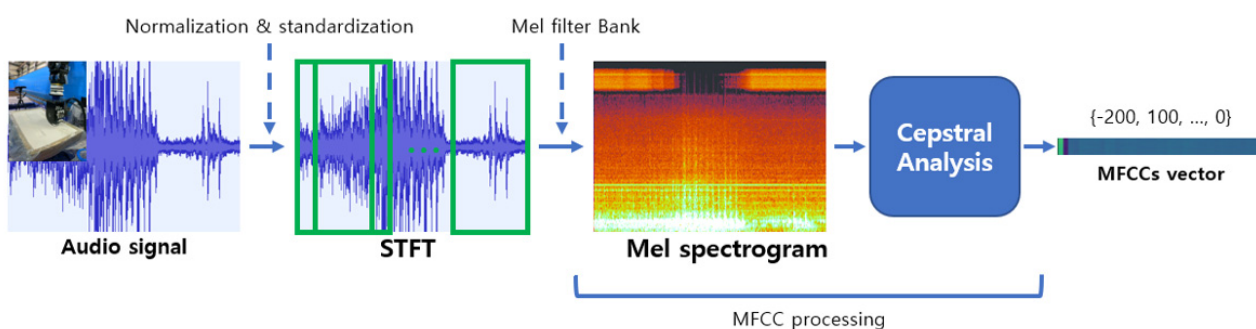 Normalization & standardization
Mel filter Bank
Audio signal
STFT
Mel spectrogram
Cepstral
Analysis
{-200, 100, ..., 0}
MFCCs vector
MFCC processing